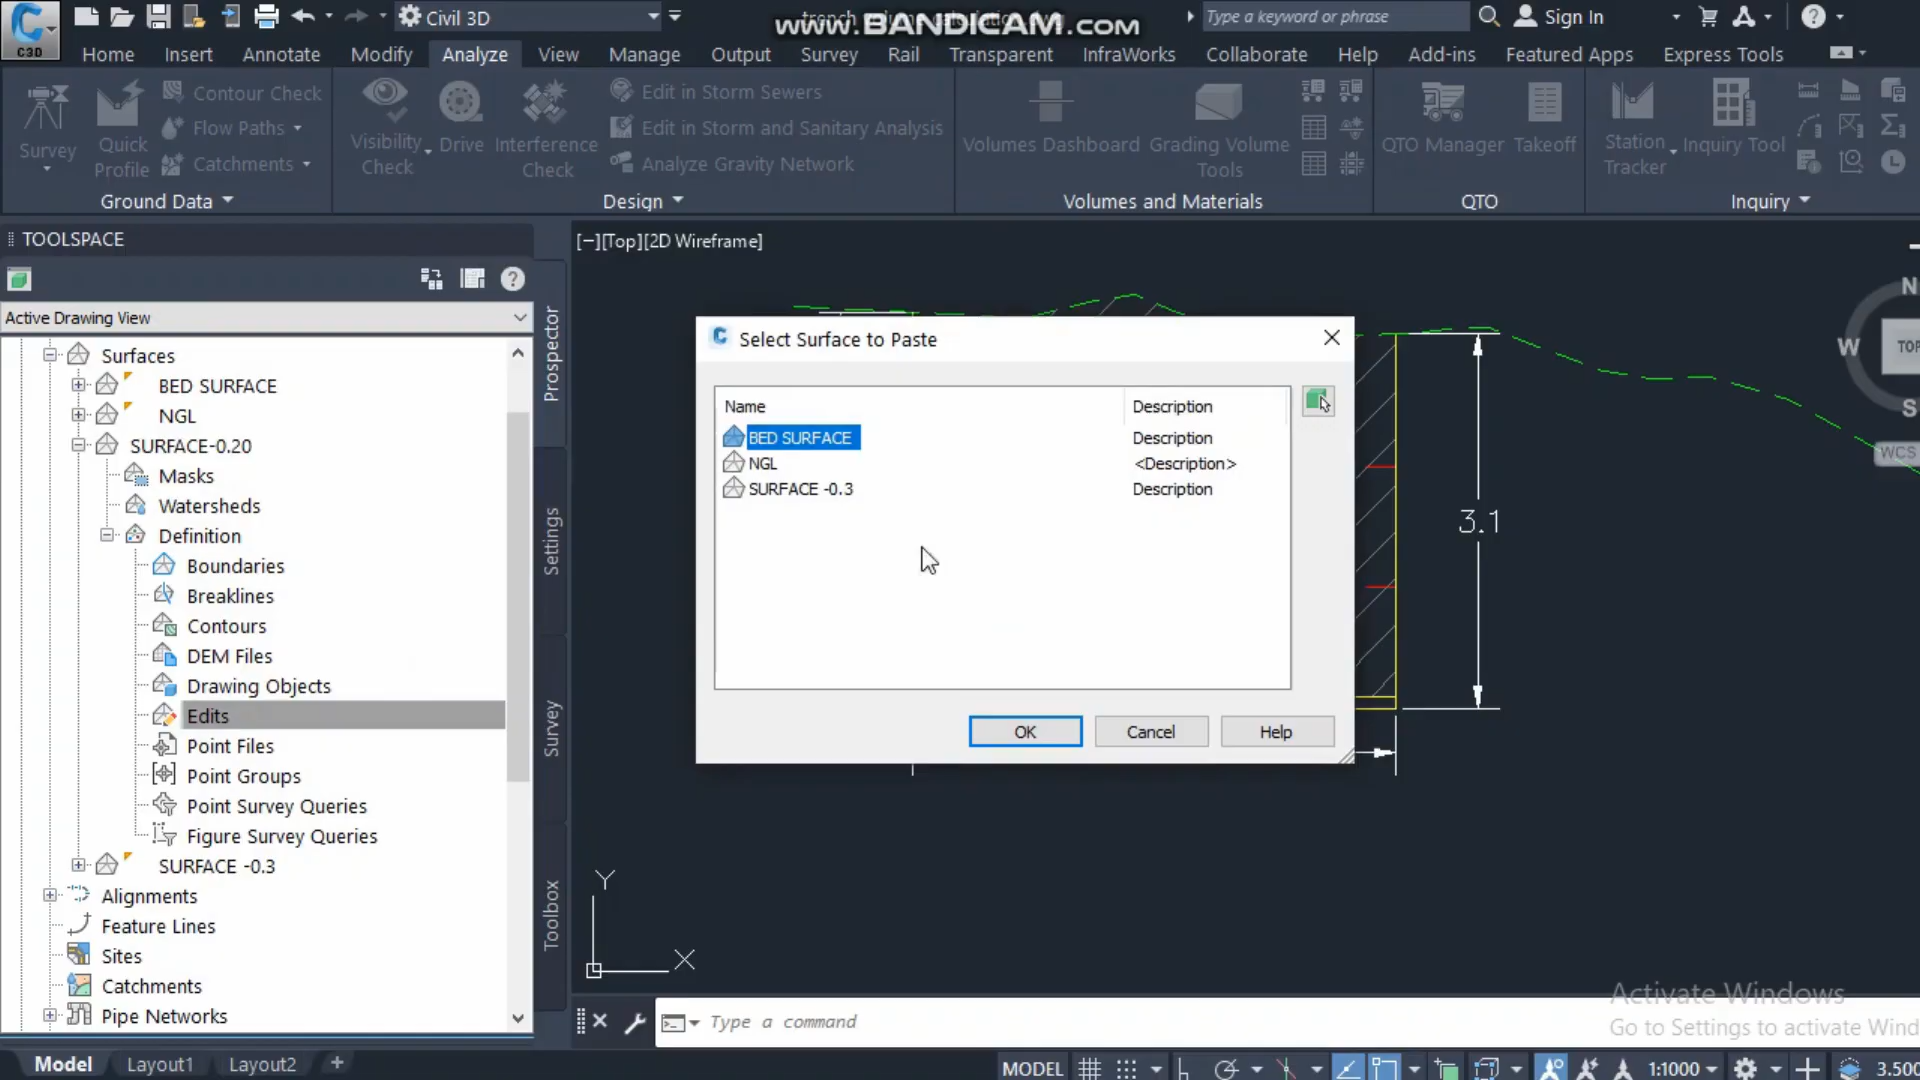 Civil 3D
www.BANDICAM.com
Type a keyword or phrase
Sign In
C3D
Home Insert Annotate Modify Analyze View Manage Output Survey Rail Transparent InfraWorks Collaborate Help Add-ins Featured Apps Express Tools
Survey
Quick Profile
Contour Check
Flow Paths
Catchments
Ground Data
Visibility Check
Drive
Interference Check
Edit in Storm Sewers
Edit in Storm and Sanitary Analysis
Analyze Gravity Network
Design
Volumes Dashboard
Grading Volume Tools
Volumes and Materials
QTO Manager
Takeoff
QTO
Station Tracker
Inquiry Tool
Inquiry
TOOLSPACE
Active Drawing View
Surfaces
BED SURFACE
NGL
SURFACE-0.20
Masks
Watersheds
Definition
Boundaries
Breaklines
Contours
DEM Files
Drawing Objects
Edits
Point Files
Point Groups
Point Survey Queries
Figure Survey Queries
SURFACE -0.3
Alignments
Feature Lines
Sites
Catchments
Pipe Networks
Prospector
Settings
Survey
Toolbox
[−][Top][2D Wireframe]
Select Surface to Paste
Name Description
BED SURFACE Description
NGL <Description>
SURFACE -0.3 Description
OK Cancel Help
3.1
N
W
TOP
S
WCS
Y
X
Activate Windows
Go to Settings to activate Wind
Type a command
Model Layout1 Layout2 +
MODEL
1:1000
3.500